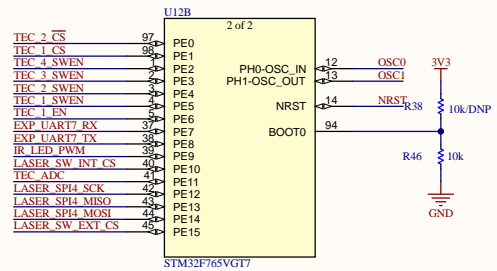 U12B
2 of 2
TEC_2_CS 97 PE0
TEC_1_CS 98 PE1
TEC_4_SWEN 1 PE2
TEC_3_SWEN 2 PE3
TEC_2_SWEN 3 PE4
TEC_1_SWEN 4 PE5
TEC_1_EN 5 PE6
EXP_UART7_RX 37 PE7
EXP_UART7_TX 38 PE8
IR_LED_PWM 39 PE9
LASER_SW_INT_CS 40 PE10
TEC_ADC 41 PE11
LASER_SPI4_SCK 42 PE12
LASER_SPI4_MISO 43 PE13
LASER_SPI4_MOSI 44 PE14
LASER_SW_EXT_CS 45 PE15
PH0-OSC_IN 12 OSC0
PH1-OSC_OUT 13 OSC1
NRST 14 NRST
BOOT0 94
3V3
R38 10k/DNP
R46 10k
GND
STM32F765VGT7